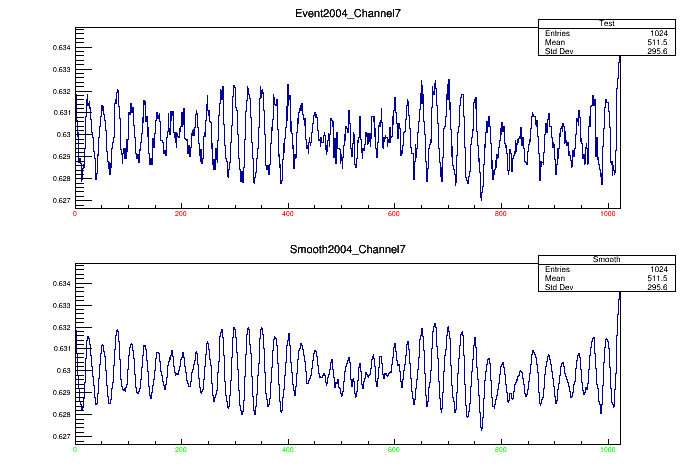 Event2004_Channel7
Test
Entries 1024
Mean 511.5
Std Dev 295.6
0.634
0.633
0.632
0.631
0.63
0.629
0.628
0.627
0 200 400 600 800 1000
Smooth2004_Channel7
Smooth
Entries 1024
Mean 511.5
Std Dev 295.6
0.634
0.633
0.632
0.631
0.63
0.629
0.628
0.627
0 200 400 600 800 1000